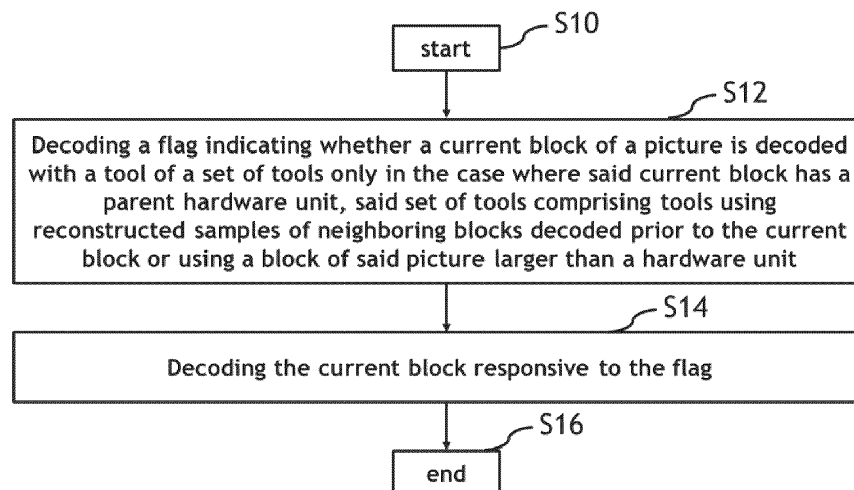 S10
start
S12
Decoding a flag indicating whether a current block of a picture is decoded
with a tool of a set of tools only in the case where said current block has a
parent hardware unit, said set of tools comprising tools using
reconstructed samples of neighboring blocks decoded prior to the current
block or using a block of said picture larger than a hardware unit
S14
Decoding the current block responsive to the flag
S16
end